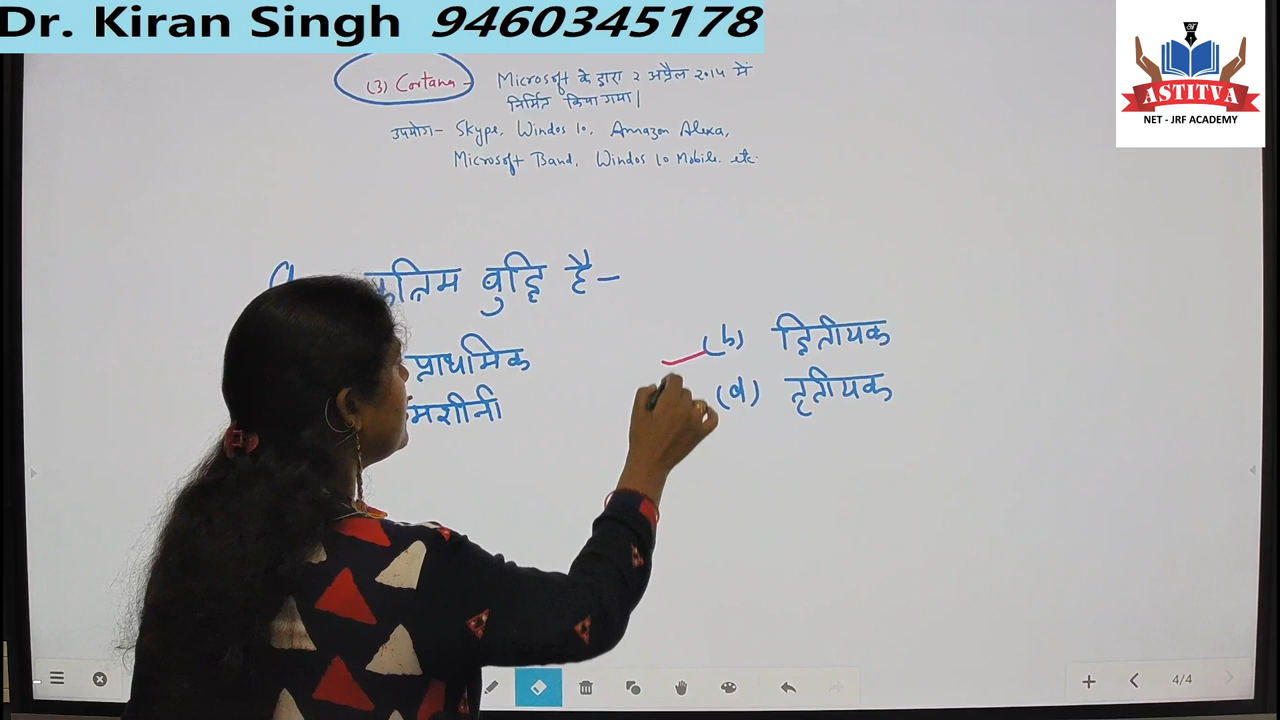 Dr. Kiran Singh 9460345178
ASTITVA
NET - JRF ACADEMY
(3) Cortana - Microsoft के द्वारा 2 अप्रैल 2014 में
निर्मित किया गया|
उपयोग- Skype, Windos 10, Amazon Alexa,
Microsoft Band, Windos 10 Mobile. etc.
कृत्रिम बुद्धि है-
प्राथमिक (b) द्वितीयक
मशीनी (d) तृतीयक
4/4